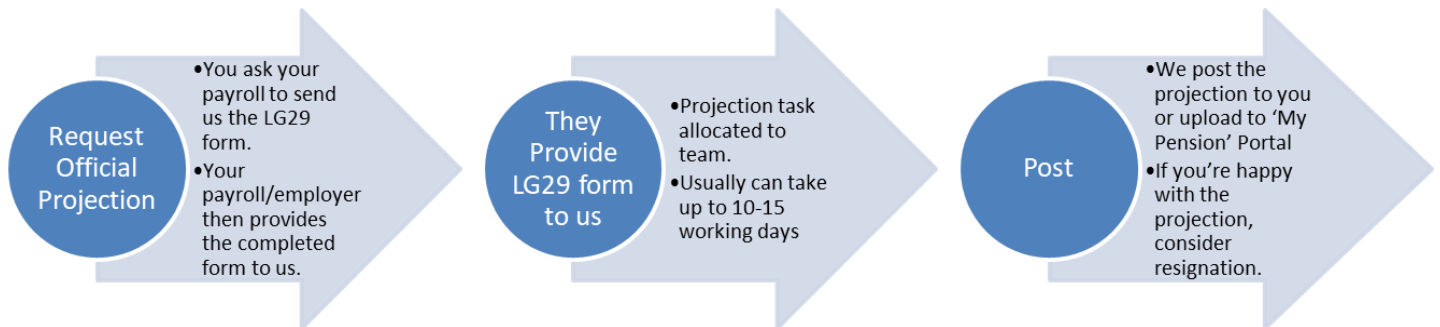 Request
Official
Projection
•You ask your
payroll to send
us the LG29
form.
•Your
payroll/employer
then provides
the completed
form to us.
They
Provide
LG29 form
to us
•Projection task
allocated to
team.
•Usually can take
up to 10-15
working days
Post
•We post the
projection to you
or upload to ‘My
Pension’ Portal
•If you’re happy
with the
projection,
consider
resignation.